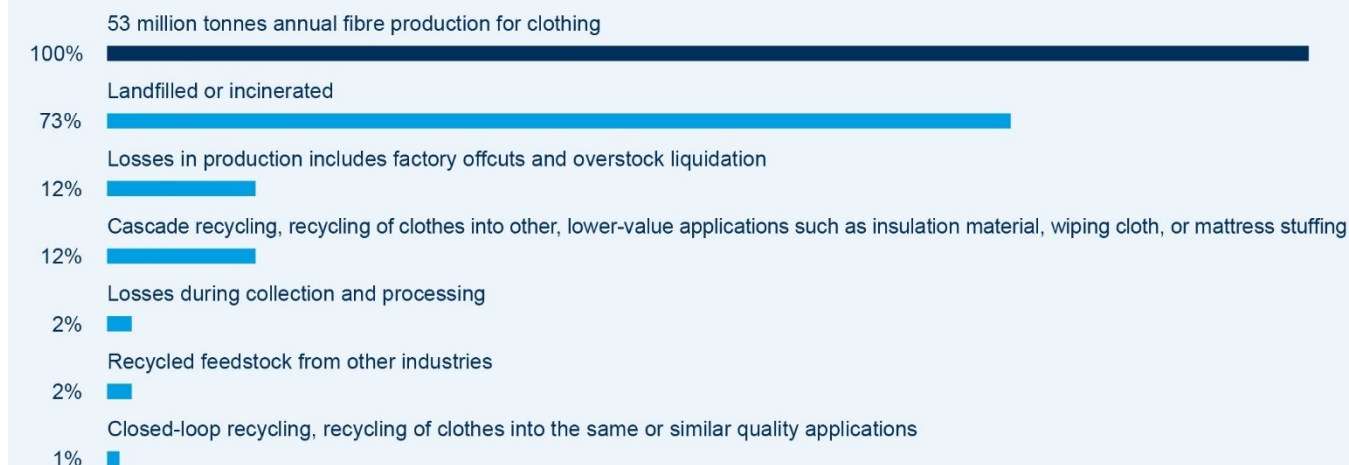 53 million tonnes annual fibre production for clothing
100%
Landfilled or incinerated
73%
Losses in production includes factory offcuts and overstock liquidation
12%
Cascade recycling, recycling of clothes into other, lower-value applications such as insulation material, wiping cloth, or mattress stuffing
12%
Losses during collection and processing
2%
Recycled feedstock from other industries
2%
Closed-loop recycling, recycling of clothes into the same or similar quality applications
1%